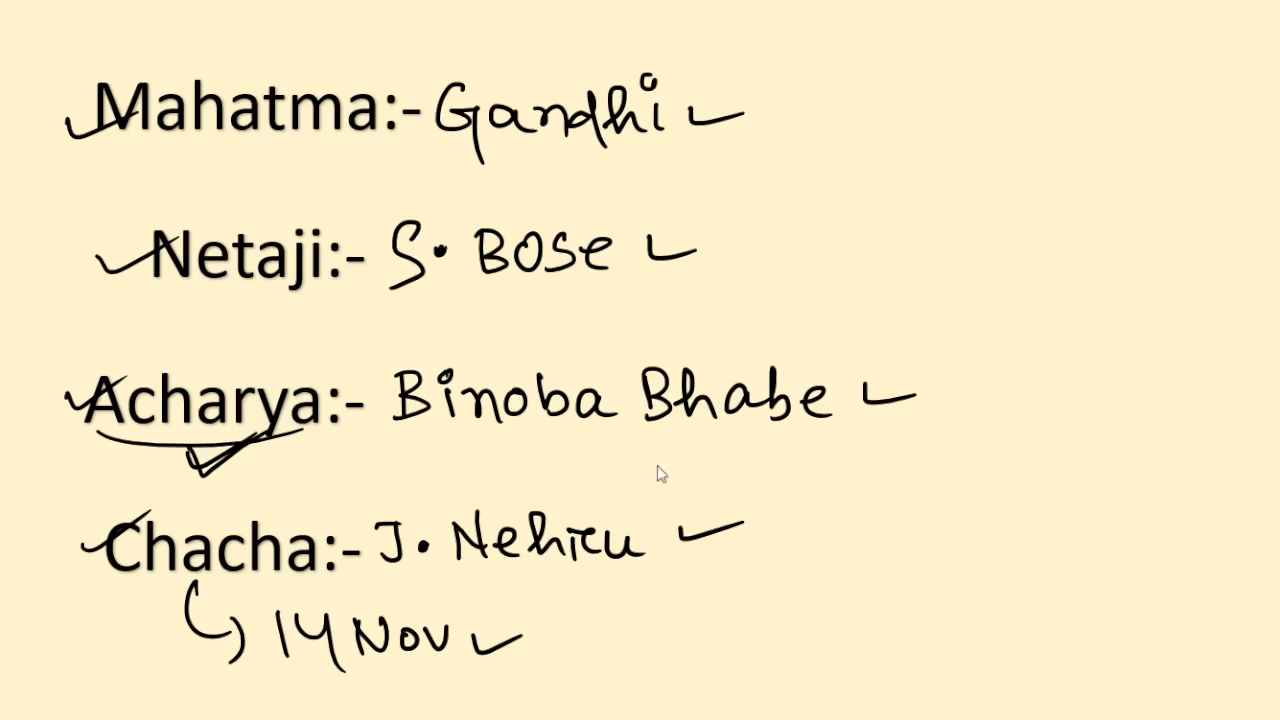 Mahatma:- Gandhi
Netaji:- S. BOSE
Acharya:- Binoba Bhabe
Chacha:- J. Nehru
14 Nov